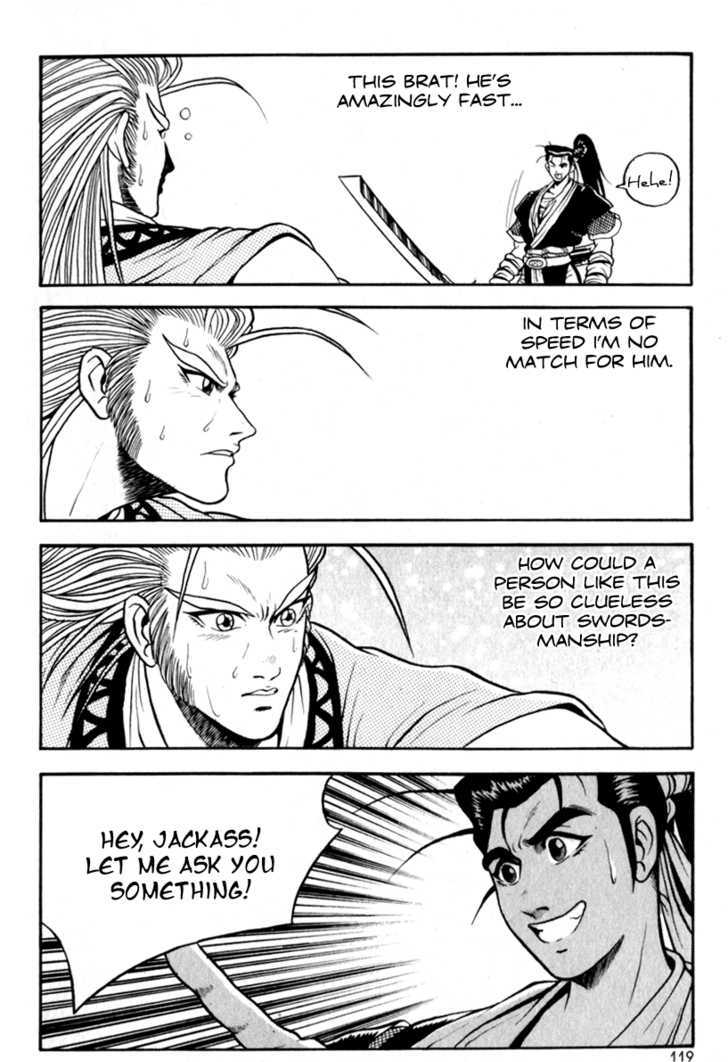 THIS BRAT! HE'S
AMAZINGLY FAST...
HeHe!
IN TERMS OF
SPEED I'M NO
MATCH FOR HIM.
HOW COULD A
PERSON LIKE THIS
BE SO CLUELESS
ABOUT SWORDS-
MANSHIP?
HEY, JACKASS!
LET ME ASK YOU
SOMETHING!
119